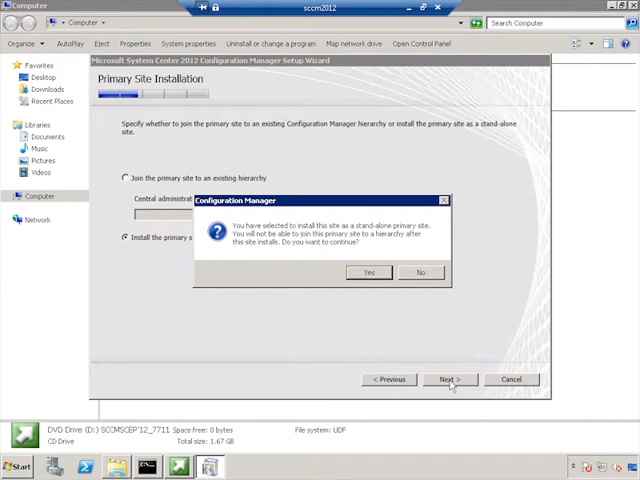 Computer
sccm2012
Computer
Search Computer
Organize
AutoPlay
Eject
Properties
System properties
Uninstall or change a program
Map network drive
Open Control Panel
Favorites
Desktop
Downloads
Recent Places
Libraries
Documents
Music
Pictures
Videos
Computer
Network
Microsoft System Center 2012 Configuration Manager Setup Wizard
Primary Site Installation
Specify whether to join the primary site to an existing Configuration Manager hierarchy or install the primary site as a stand-alone
site.
Join the primary site to an existing hierarchy
Central administrat
Install the primary s
Configuration Manager
You have selected to install this site as a stand-alone primary site.
You will not be able to join this primary site to a hierarchy after
this site installs. Do you want to continue?
Yes
No
< Previous
Next >
Cancel
DVD Drive (D:) SCCMSCEP'12_7711
Space free: 0 bytes
File system: UDF
CD Drive
Total size: 1.67 GB
Start